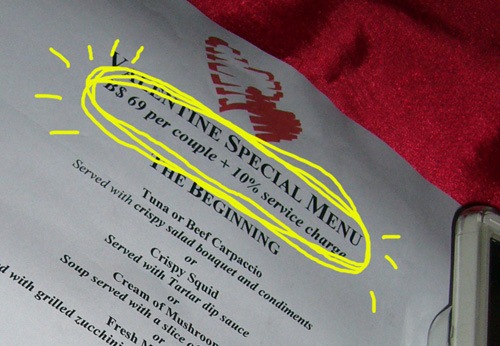 VALENTINE SPECIAL MENU
B$ 69 per couple + 10% service charge
THE BEGINNING
Tuna or Beef Carpaccio
Served with crispy salad bouquet and condiments
or
Crispy Squid
Served with Tartar dip sauce
or
Cream of Mushroom
Soup served with a slice
or
Fresh
with grilled zucchini